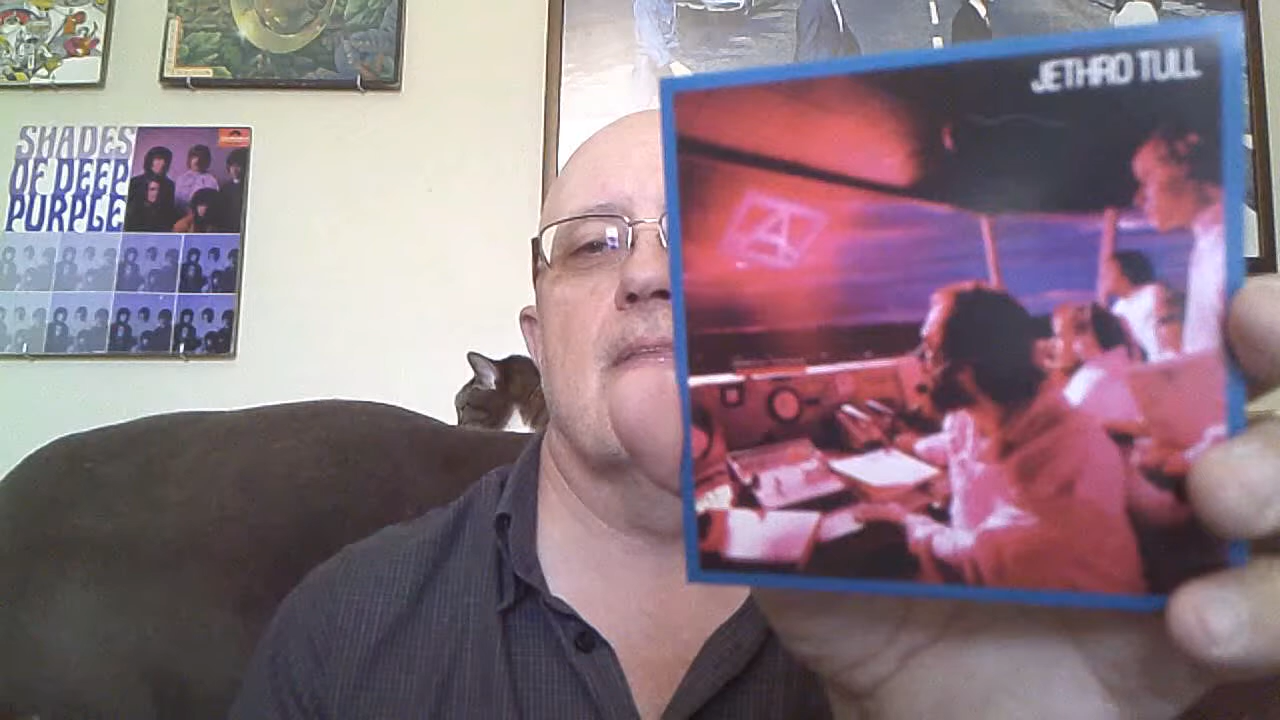 SHADES
OF DEEP
PURPLE
JETHRO TULL
A